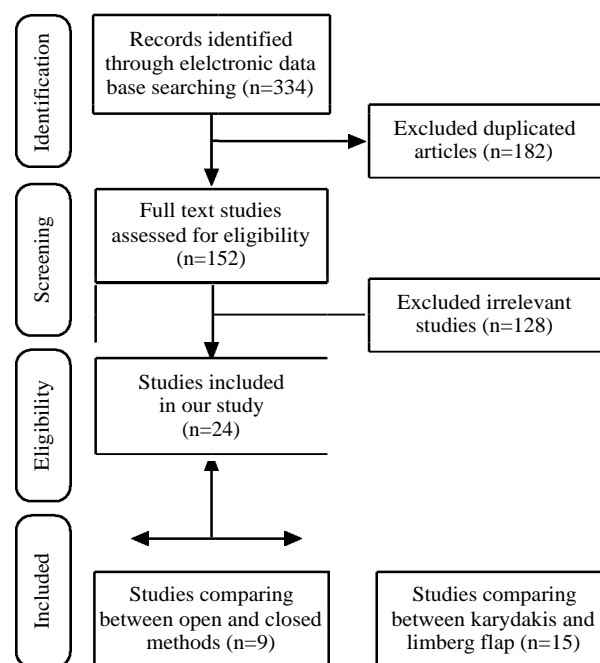 Identification
Records identified
through elelctronic data
base searching (n=334)
Excluded duplicated
articles (n=182)
Screening
Full text studies
assessed for eligibility
(n=152)
Excluded irrelevant
studies (n=128)
Eligibility
Studies included
in our study
(n=24)
Included
Studies comparing
between open and closed
methods (n=9)
Studies comparing
between karydakis and
limberg flap (n=15)